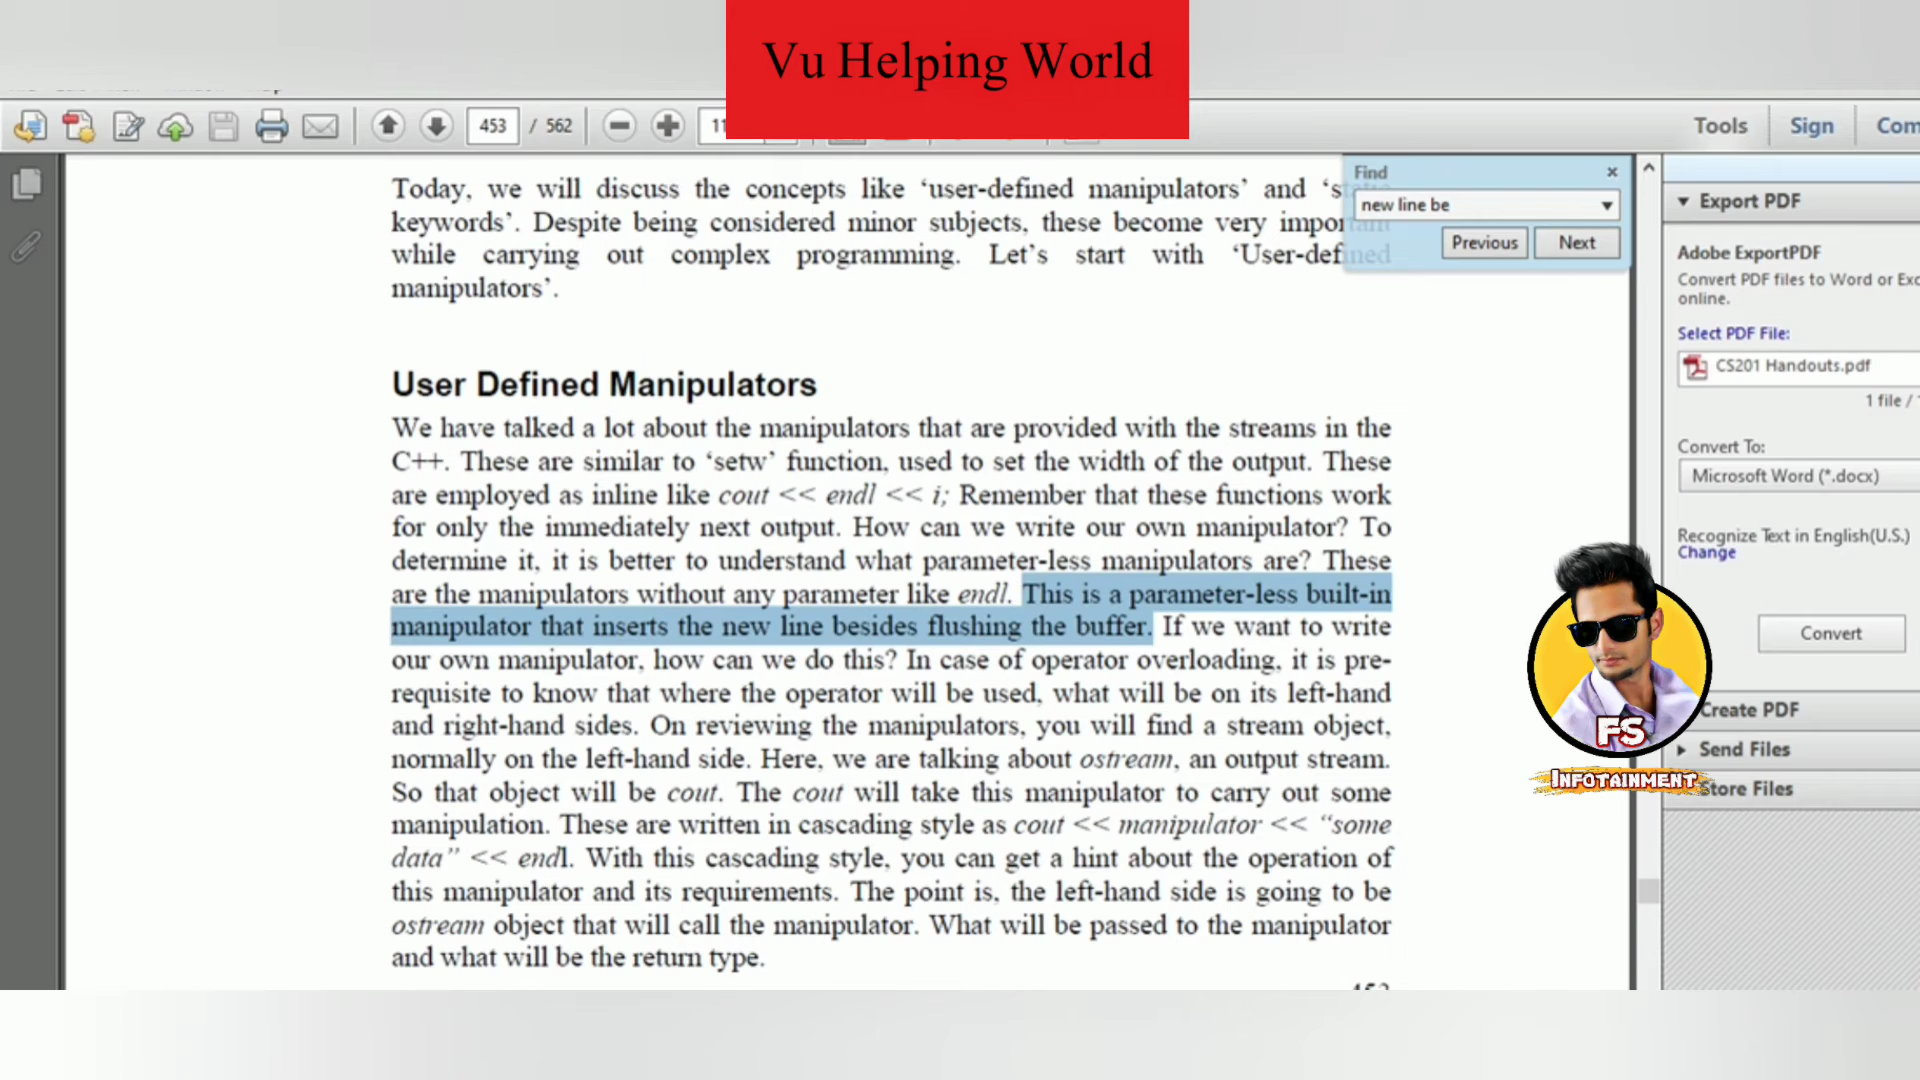 Vu Helping World
453 / 562
Tools
Sign
Com
Find
new line be
Previous
Next
Today, we will discuss the concepts like ‘user-defined manipulators’ and ‘static
keywords’. Despite being considered minor subjects, these become very important
while carrying out complex programming. Let’s start with ‘User-defined
manipulators’.
User Defined Manipulators
We have talked a lot about the manipulators that are provided with the streams in the
C++. These are similar to ‘setw’ function, used to set the width of the output. These
are employed as inline like cout << endl << i; Remember that these functions work
for only the immediately next output. How can we write our own manipulator? To
determine it, it is better to understand what parameter-less manipulators are? These
are the manipulators without any parameter like endl. This is a parameter-less built-in
manipulator that inserts the new line besides flushing the buffer. If we want to write
our own manipulator, how can we do this? In case of operator overloading, it is pre-
requisite to know that where the operator will be used, what will be on its left-hand
and right-hand sides. On reviewing the manipulators, you will find a stream object,
normally on the left-hand side. Here, we are talking about ostream, an output stream.
So that object will be cout. The cout will take this manipulator to carry out some
manipulation. These are written in cascading style as cout << manipulator << “some
data” << endl. With this cascading style, you can get a hint about the operation of
this manipulator and its requirements. The point is, the left-hand side is going to be
ostream object that will call the manipulator. What will be passed to the manipulator
and what will be the return type.
Export PDF
Adobe ExportPDF
Convert PDF files to Word or Exc
online.
Select PDF File:
CS201 Handouts.pdf
1 file /
Convert To:
Microsoft Word (*.docx)
Recognize Text in English(U.S.)
Change
Convert
Create PDF
Send Files
Store Files
FS
INFOTAINMENT